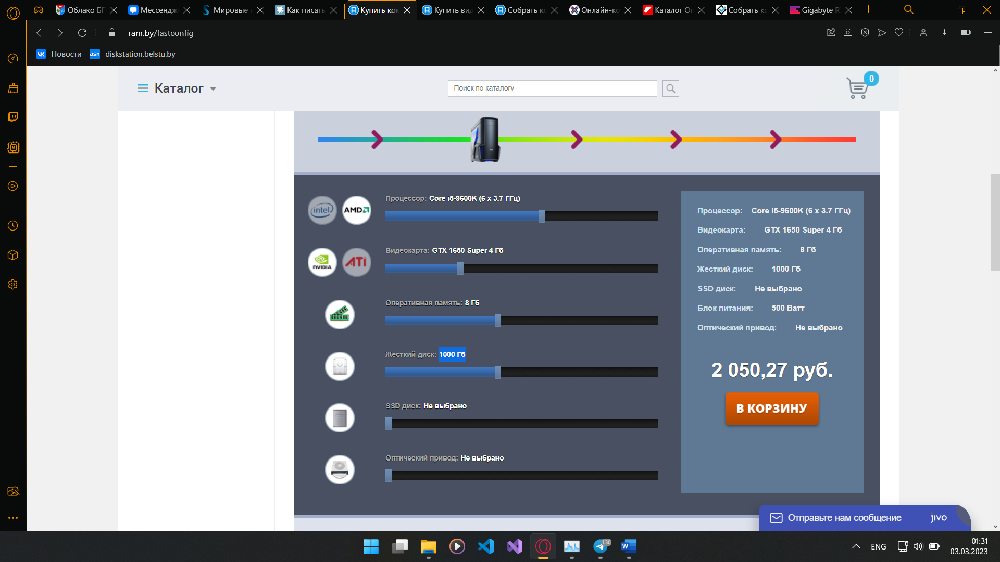 Облако БГ
Мессендж
Мировые
Как писать
Купить ком
Купить вид
Собрать ко
Онлайн-ко
Каталог Оп
Собрать ко
Gigabyte R
ram.by/fastconfig
Новости
DSM
diskstation.belstu.by
Каталог
Поиск по каталогу
0
intel
AMD
Процессор: Core i5-9600K (6 x 3.7 ГГц)
NVIDIA
ATI
Видеокарта: GTX 1650 Super 4 Гб
Оперативная память: 8 Гб
Жесткий диск: 1000 Гб
SSD диск: Не выбрано
Оптический привод: Не выбрано
Процессор: Core i5-9600K (6 x 3.7 ГГц)
Видеокарта: GTX 1650 Super 4 Гб
Оперативная память: 8 Гб
Жесткий диск: 1000 Гб
SSD диск: Не выбрано
Блок питания: 500 Ватт
Оптический привод: Не выбрано
2 050,27 руб.
В КОРЗИНУ
Отправьте нам сообщение
jivo
130
ENG
01:31
03.03.2023